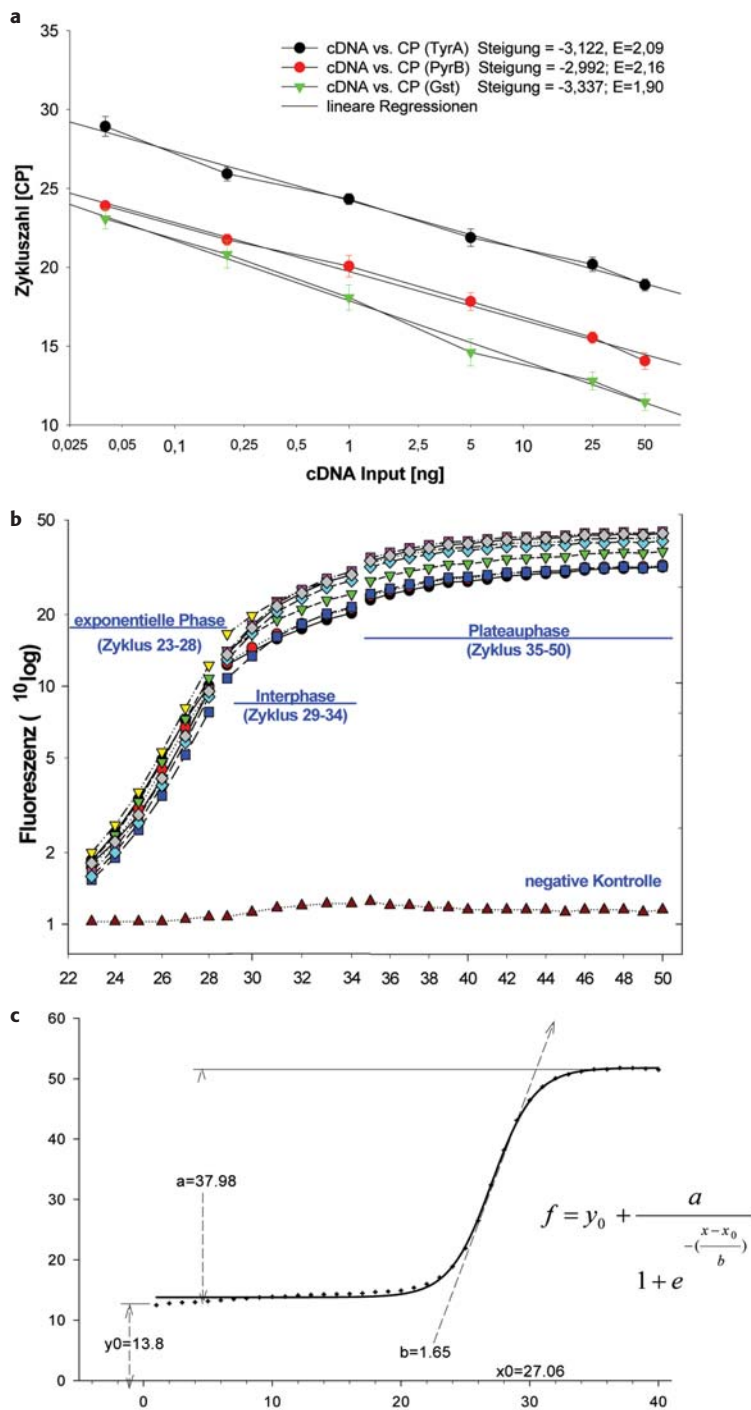 a
35
30
25
20
15
10
Zykluszahl [CP]
cDNA vs. CP (TyrA) Steigung = -3,122, E=2,09
cDNA vs. CP (PyrB) Steigung = -2,992; E=2,16
cDNA vs. CP (Gst) Steigung = -3,337; E=1,90
lineare Regressionen
0,025 0,05 0,1 0,25 0,5 1 2,5 5 10 25 50
cDNA Input [ng]
b
50
20
10
5
2
1
Fluoreszenz ( 10log)
exponentielle Phase
(Zyklus 23-28)
Interphase
(Zyklus 29-34)
Plateauphase
(Zyklus 35-50)
negative Kontrolle
22 24 26 28 30 32 34 36 38 40 42 44 46 48 50
c
60
50
40
30
20
10
0
a=37.98
y0=13.8
b=1.65
x0=27.06
f = y0 + a / 1 + e -(x-x0 / b)
0 10 20 30 40